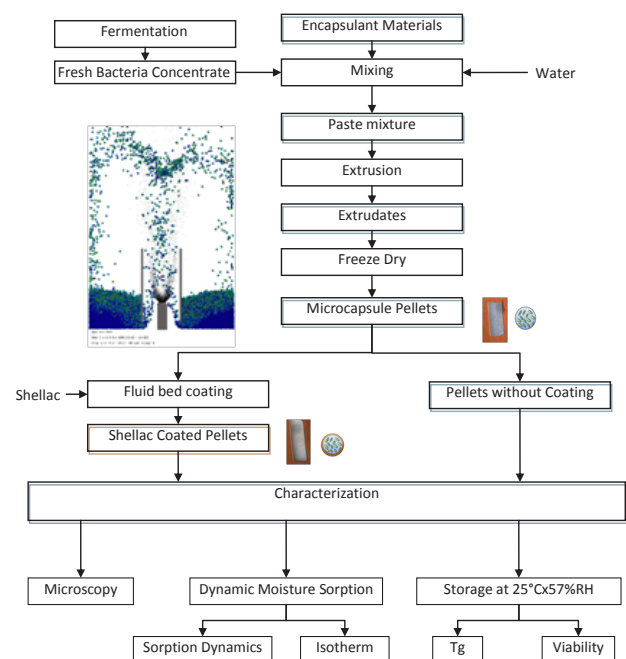 Fermentation
Encapsulant Materials
Fresh Bacteria Concentrate
Mixing
Water
Paste mixture
Extrusion
Extrudates
Freeze Dry
Microcapsule Pellets
Shellac
Fluid bed coating
Pellets without Coating
Shellac Coated Pellets
Characterization
Microscopy
Dynamic Moisture Sorption
Storage at 25°Cx57%RH
Sorption Dynamics
Isotherm
Tg
Viability